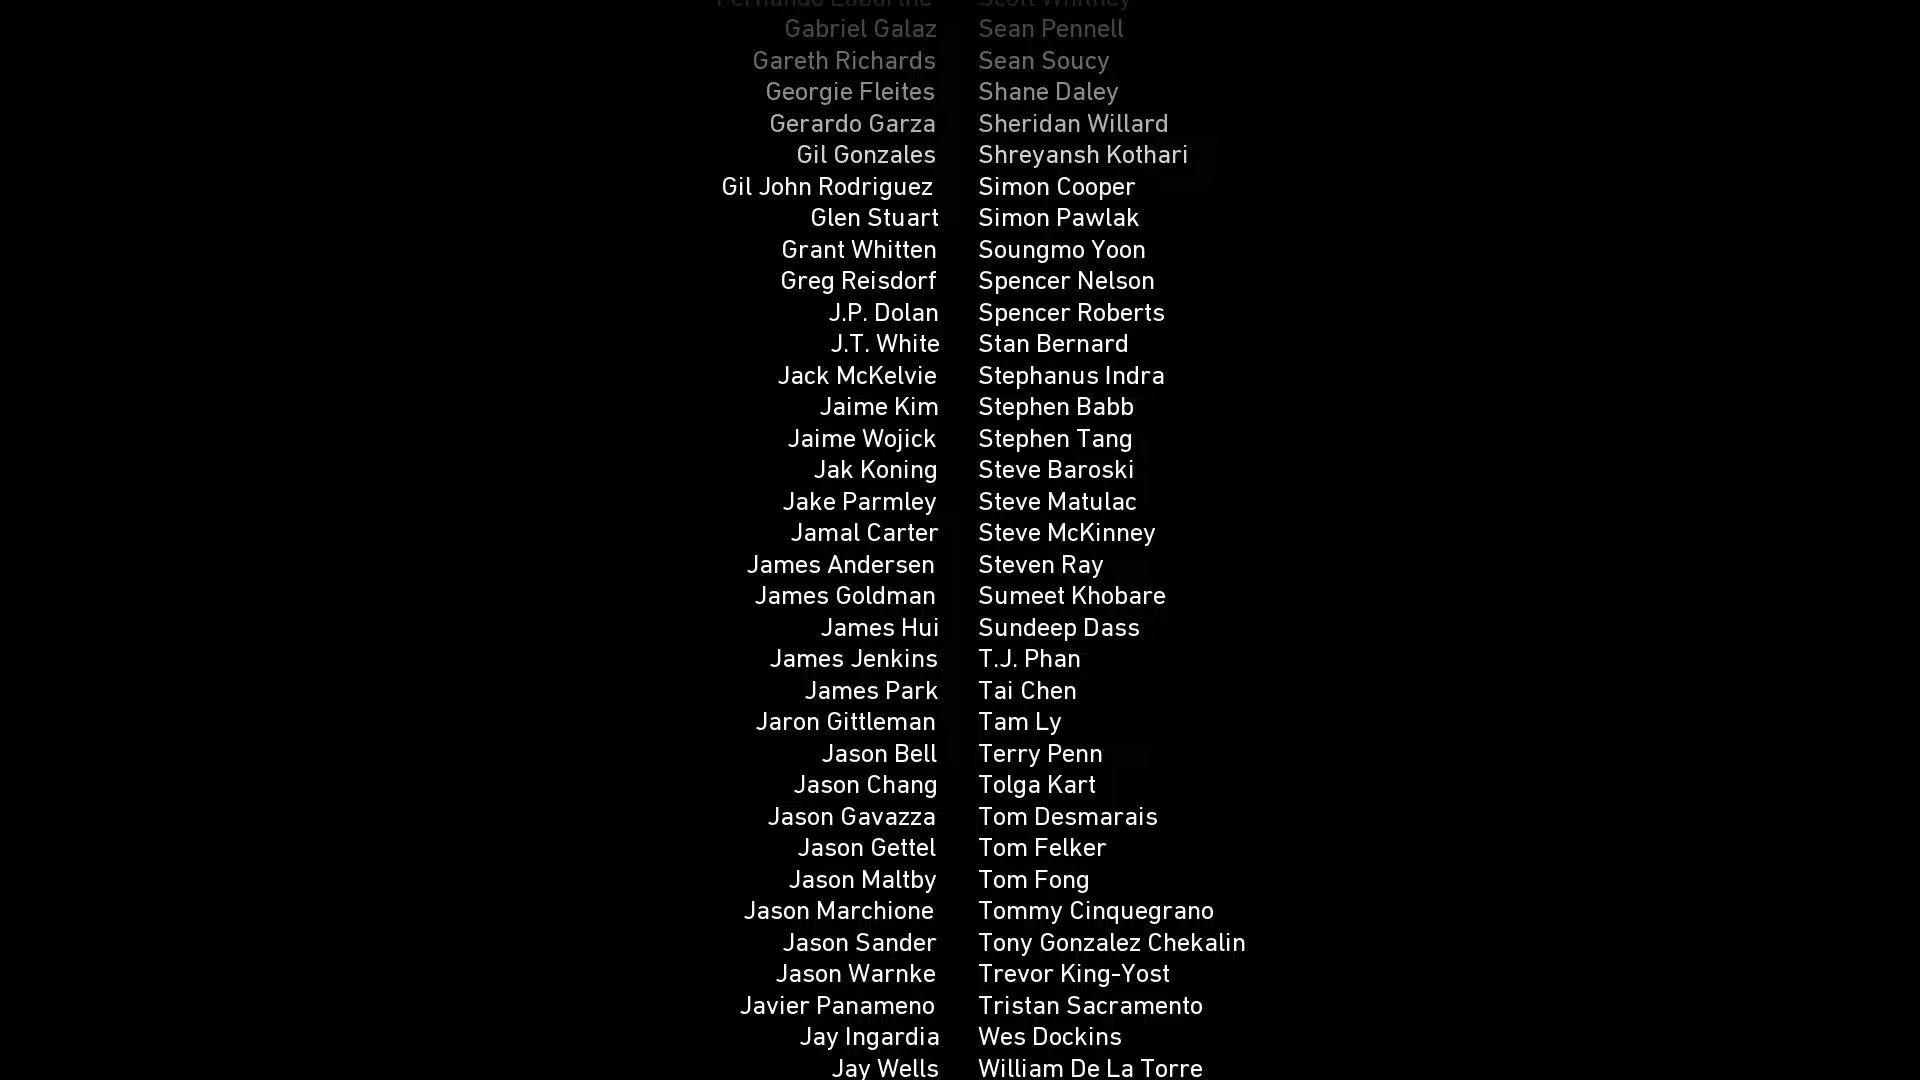 Gabriel Galaz Sean Pennell
Gareth Richards Sean Soucy
Georgie Fleites Shane Daley
Gerardo Garza Sheridan Willard
Gil Gonzales Shreyansh Kothari
Gil John Rodriguez Simon Cooper
Glen Stuart Simon Pawlak
Grant Whitten Soungmo Yoon
Greg Reisdorf Spencer Nelson
J.P. Dolan Spencer Roberts
J.T. White Stan Bernard
Jack McKelvie Stephanus Indra
Jaime Kim Stephen Babb
Jaime Wojick Stephen Tang
Jak Koning Steve Baroski
Jake Parmley Steve Matulac
Jamal Carter Steve McKinney
James Andersen Steven Ray
James Goldman Sumeet Khobare
James Hui Sundeep Dass
James Jenkins T.J. Phan
James Park Tai Chen
Jaron Gittleman Tam Ly
Jason Bell Terry Penn
Jason Chang Tolga Kart
Jason Gavazza Tom Desmarais
Jason Gettel Tom Felker
Jason Maltby Tom Fong
Jason Marchione Tommy Cinquegrano
Jason Sander Tony Gonzalez Chekalin
Jason Warnke Trevor King-Yost
Javier Panameno Tristan Sacramento
Jay Ingardia Wes Dockins
Jay Wells William De La Torre